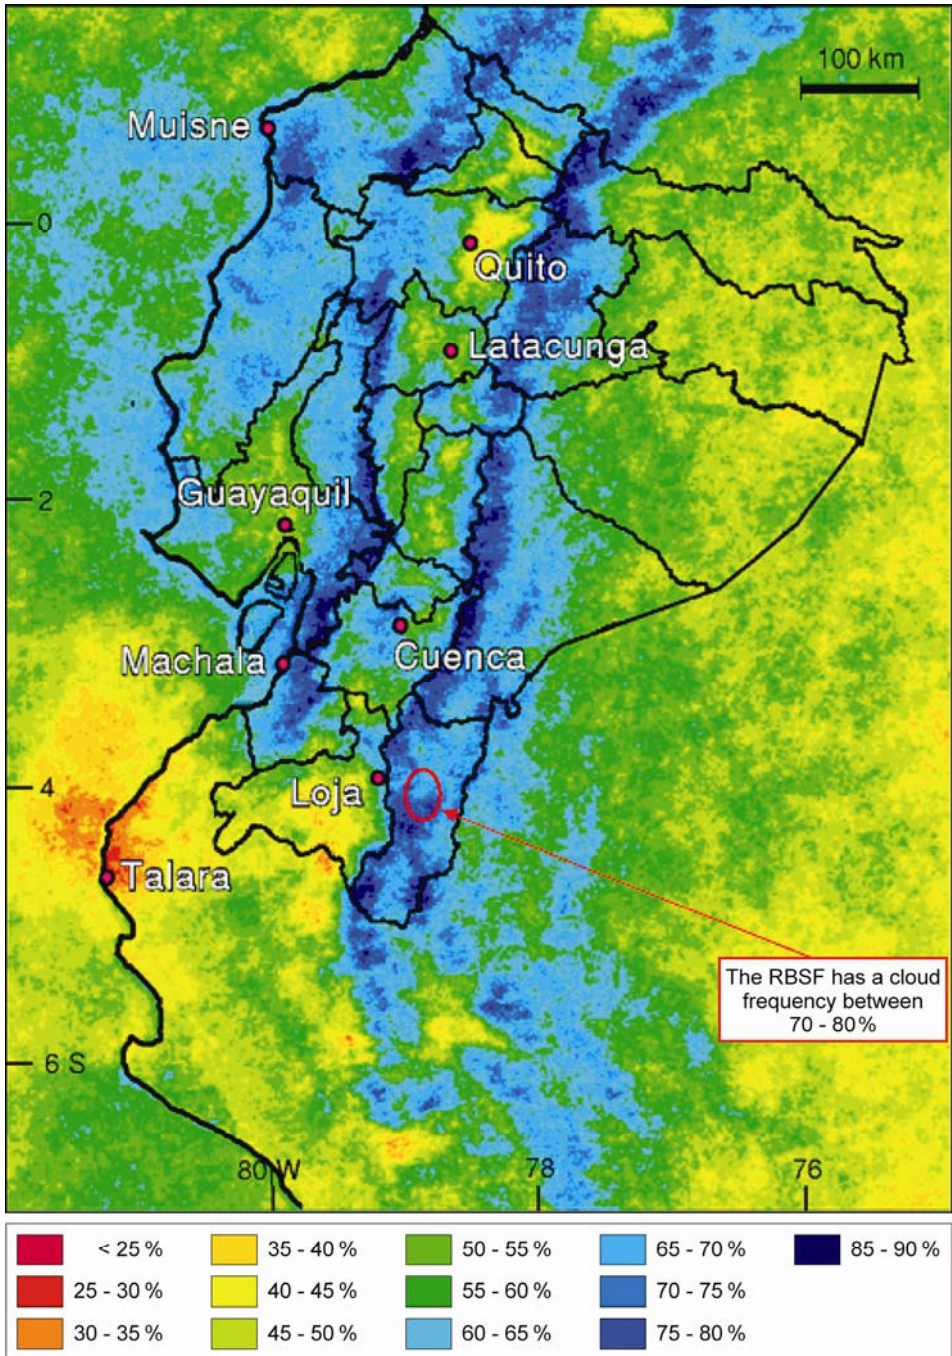 100 km
Muisne
0
Quito
Latacunga
Guayaquil
2
Machala
Cuenca
Loja
4
Talara
The RBSF has a cloud
frequency between
70 - 80 %
6 S
80 W
78
76
< 25 %
35 - 40 %
50 - 55 %
65 - 70 %
85 - 90 %
25 - 30 %
40 - 45 %
55 - 60 %
70 - 75 %
30 - 35 %
45 - 50 %
60 - 65 %
75 - 80 %